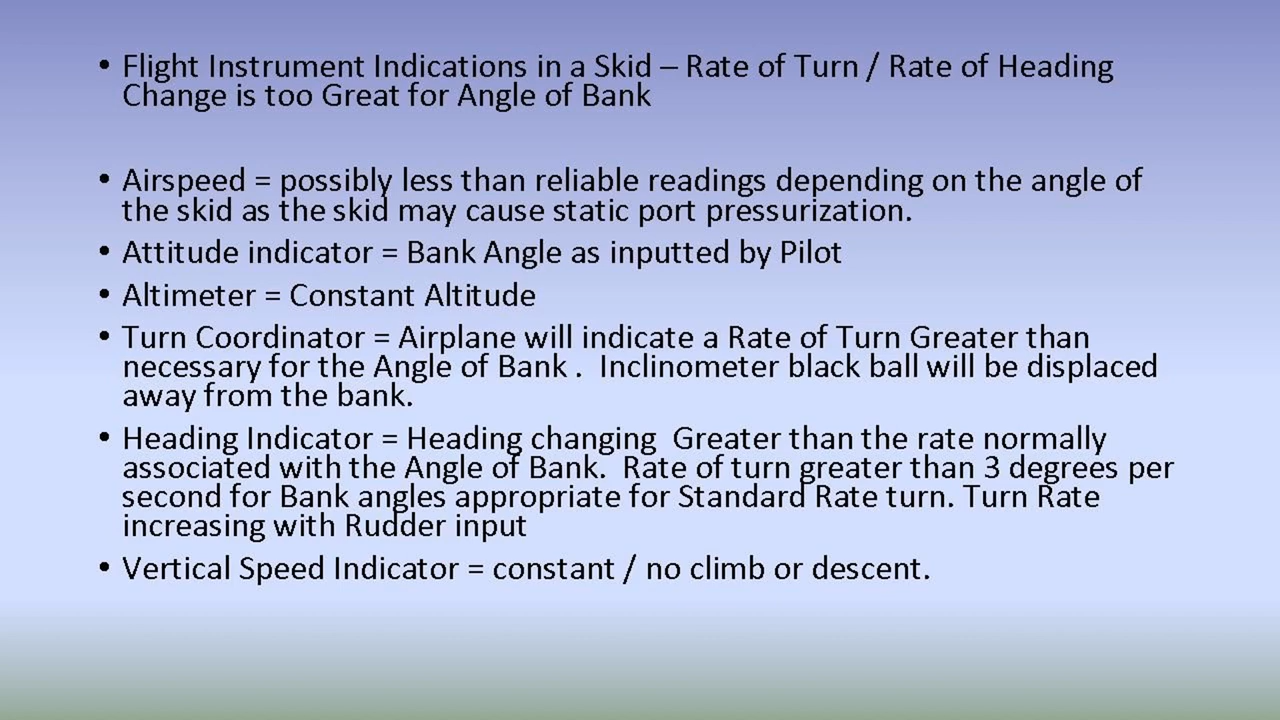 • Flight Instrument Indications in a Skid – Rate of Turn / Rate of Heading
Change is too Great for Angle of Bank
• Airspeed = possibly less than reliable readings depending on the angle of
the skid as the skid may cause static port pressurization.
• Attitude indicator = Bank Angle as inputted by Pilot
• Altimeter = Constant Altitude
• Turn Coordinator = Airplane will indicate a Rate of Turn Greater than
necessary for the Angle of Bank .  Inclinometer black ball will be displaced
away from the bank.
• Heading Indicator = Heading changing  Greater than the rate normally
associated with the Angle of Bank.  Rate of turn greater than 3 degrees per
second for Bank angles appropriate for Standard Rate turn. Turn Rate
increasing with Rudder input
• Vertical Speed Indicator = constant / no climb or descent.